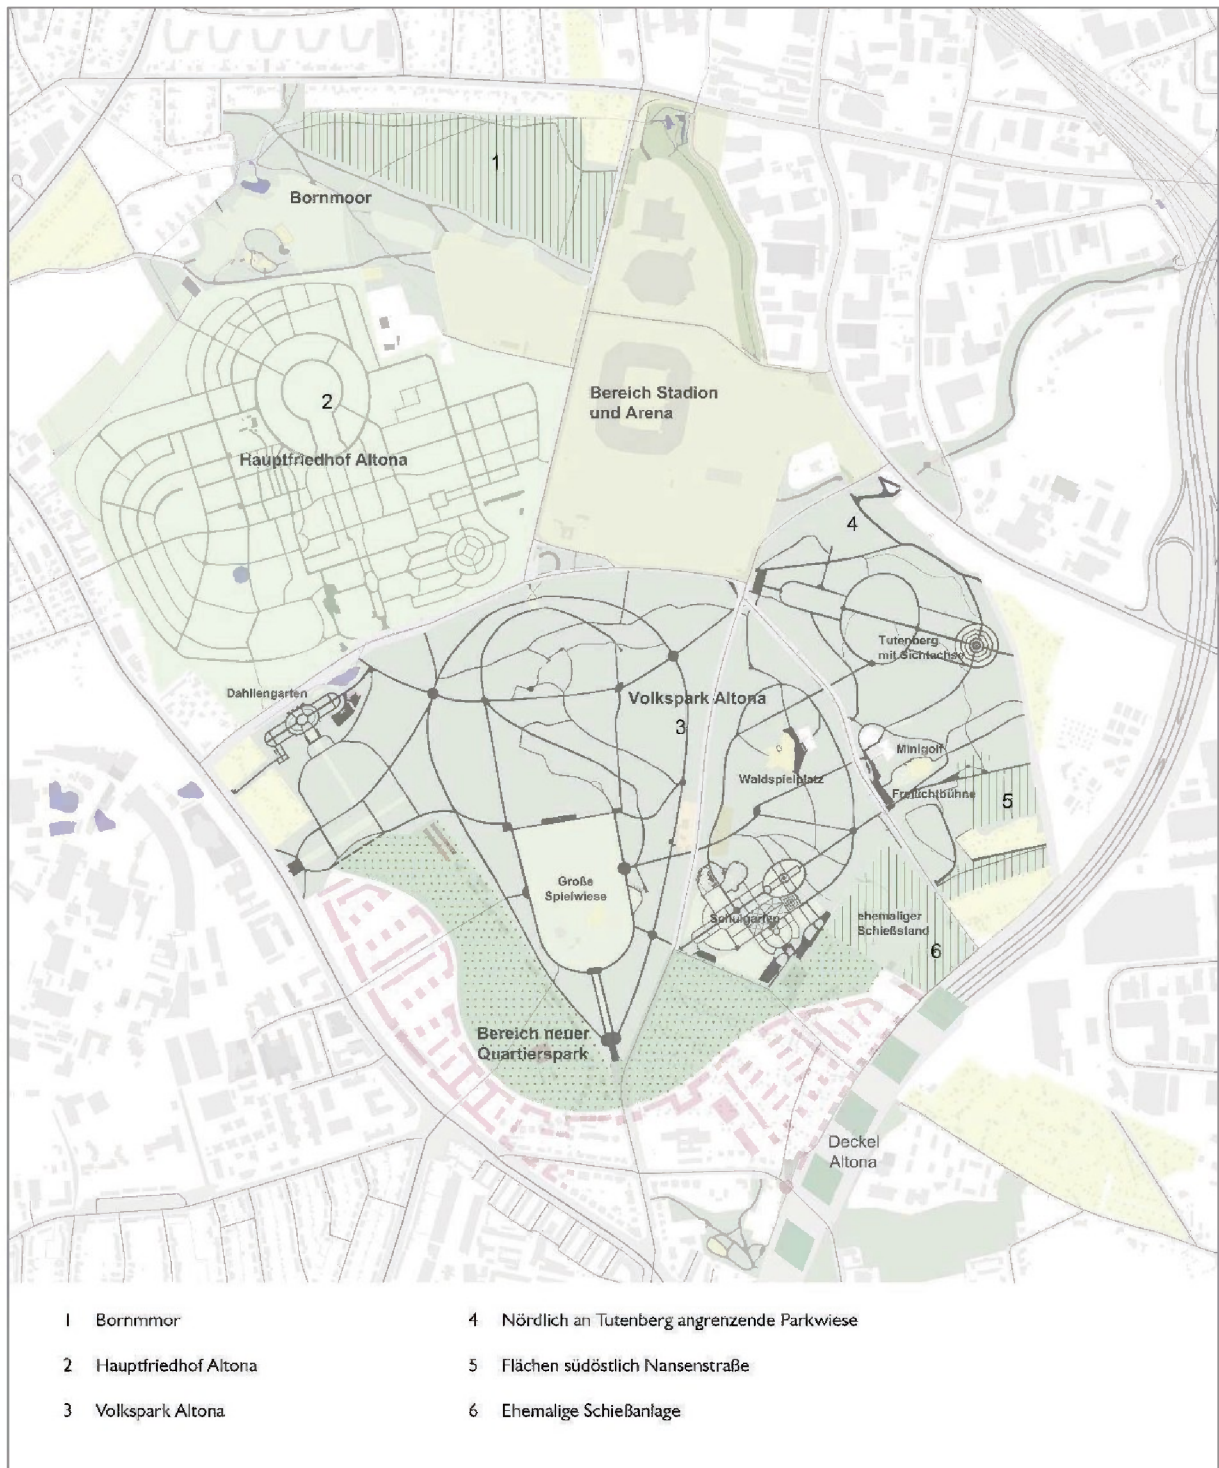 1
Bornmoor
2
Hauptfriedhof Altona
Bereich Stadion
und Arena
4
Tutenberg
mit Sichtachse
Dahliengarten
Volkspark Altona
3
Waldspielplatz
Minigolf
Freilichtbühne
5
Große
Spielwiese
Schulgarten
ehemaliger
Schießstand
6
Bereich neuer
Quartierspark
Deckel
Altona
1 Bornmmor
2 Hauptfriedhof Altona
3 Volkspark Altona
4 Nördlich an Tutenberg angrenzende Parkwiese
5 Flächen südöstlich Nansenstraße
6 Ehemalige Schießanlage